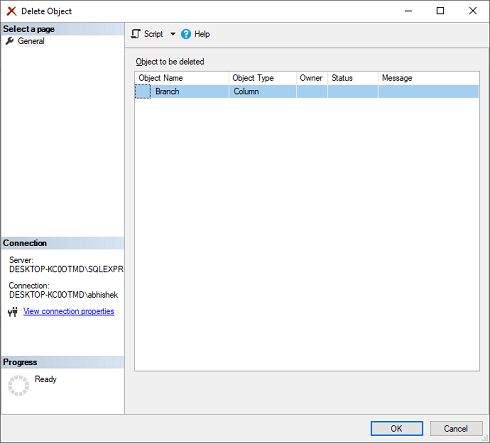 Delete Object
Select a page
General
Script
Help
Object to be deleted
Object Name Object Type Owner Status Message
Branch Column
Connection
Server:
DESKTOP-KC0OTMD\SQLEXPR
Connection:
DESKTOP-KC0OTMD\abhishek
View connection properties
Progress
Ready
OK
Cancel